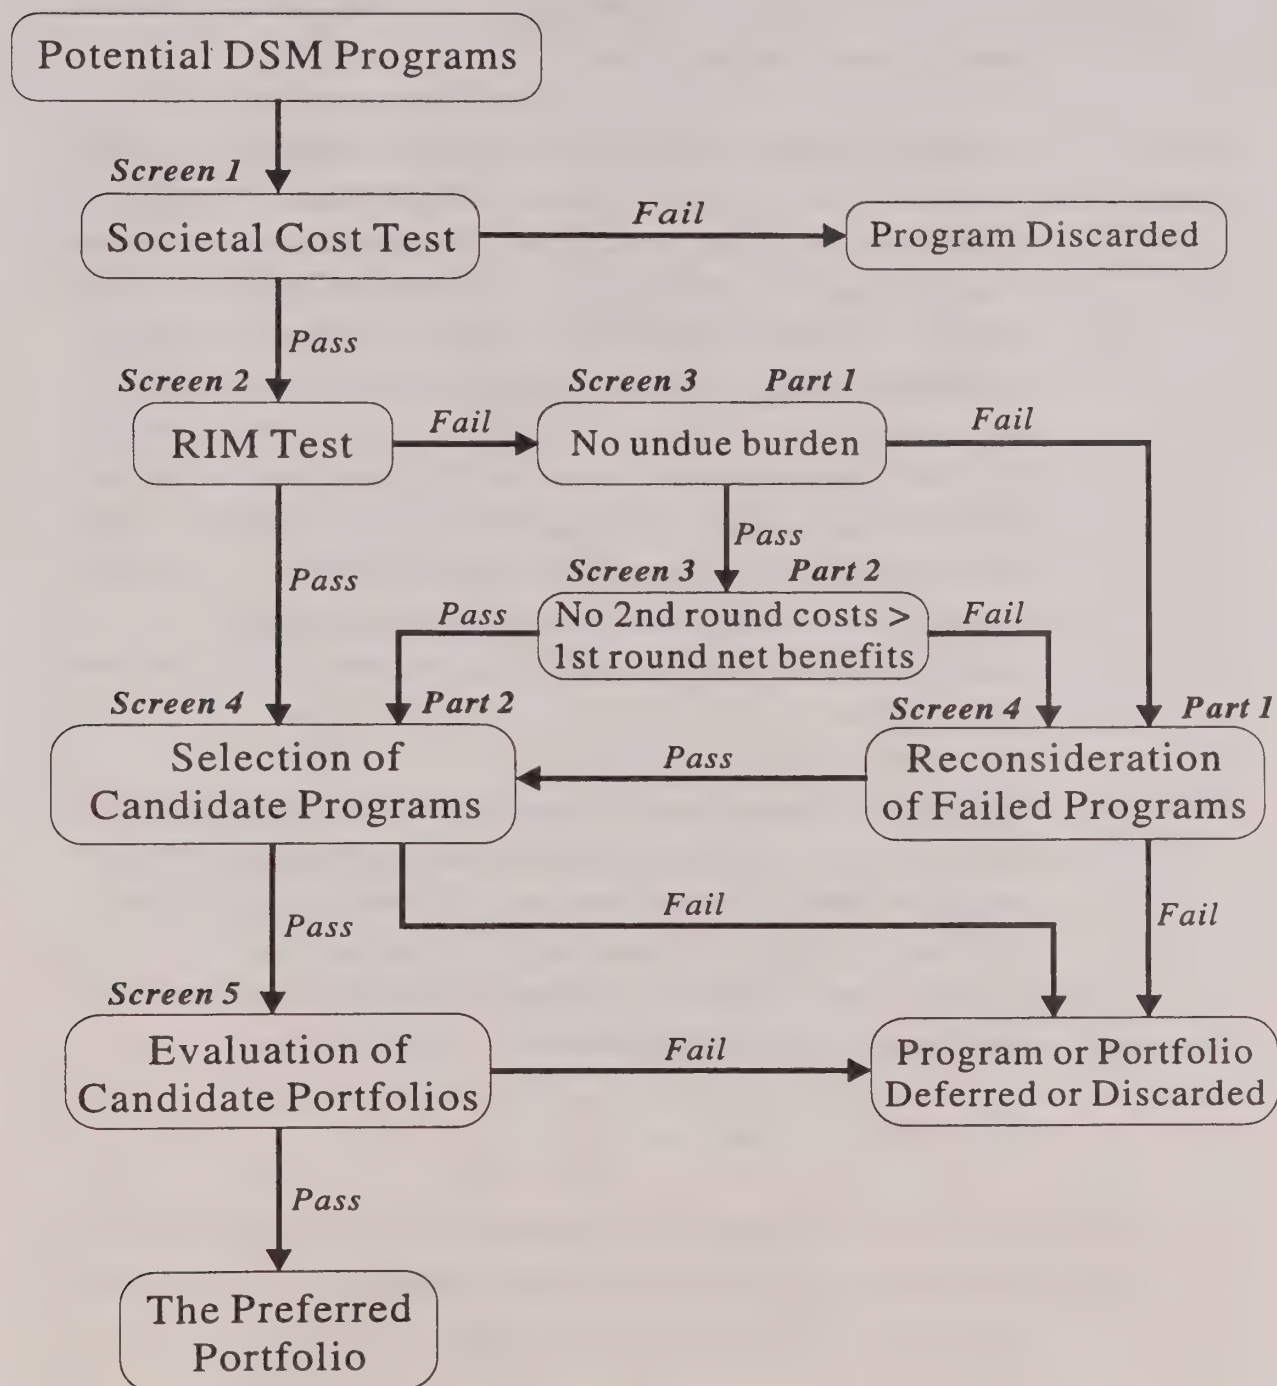 Potential DSM Programs
Screen 1
Societal Cost Test
Fail
Program Discarded
Pass
Screen 2
RIM Test
Fail
Screen 3 Part 1
No undue burden
Fail
Pass
Pass
Screen 3 Part 2
No 2nd round costs >
1st round net benefits
Pass
Fail
Screen 4 Part 2
Selection of
Candidate Programs
Pass
Screen 4 Part 1
Reconsideration
of Failed Programs
Pass
Fail
Fail
Screen 5
Evaluation of
Candidate Portfolios
Fail
Program or Portfolio
Deferred or Discarded
Pass
The Preferred
Portfolio